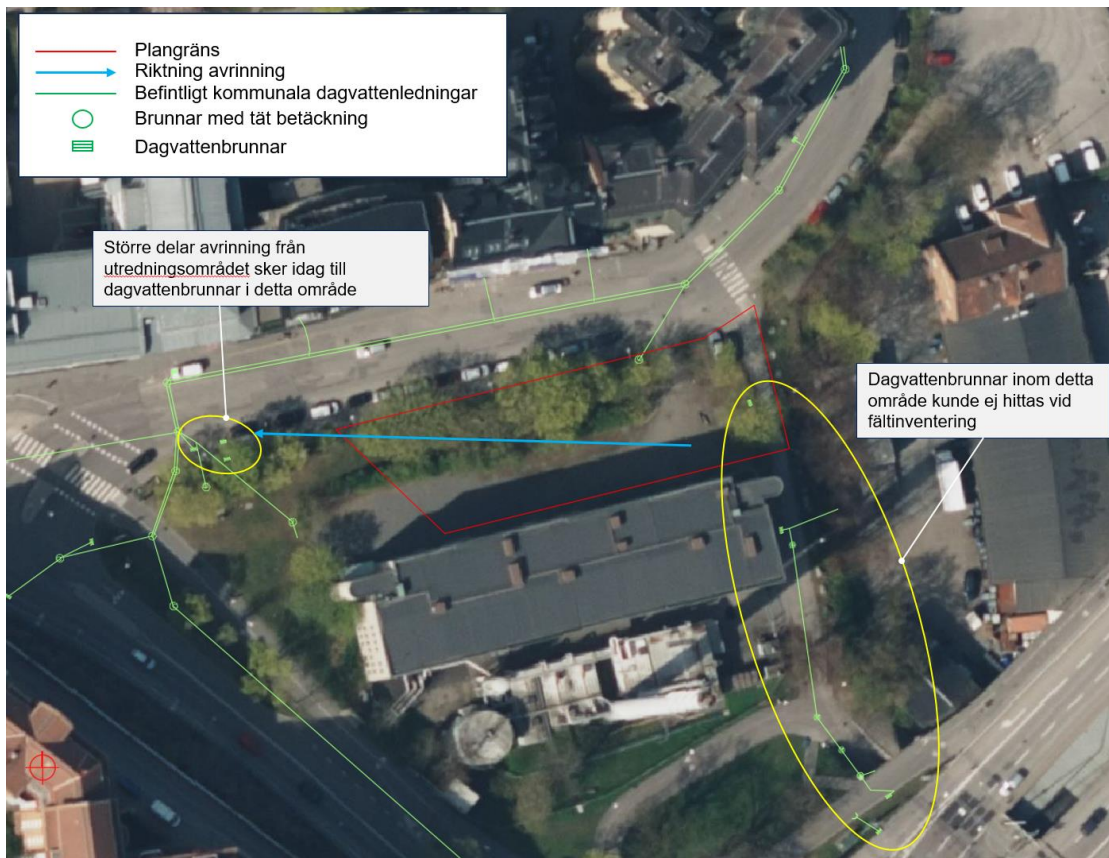 Plangräns
Riktning avrinning
Befintligt kommunala dagvattenledningar
Brunnar med tät betäckning
Dagvattenbrunnar
Större delar avrinning från
utredningsområdet sker idag till
dagvattenbrunnar i detta område
Dagvattenbrunnar inom detta
område kunde ej hittas vid
fältinventering